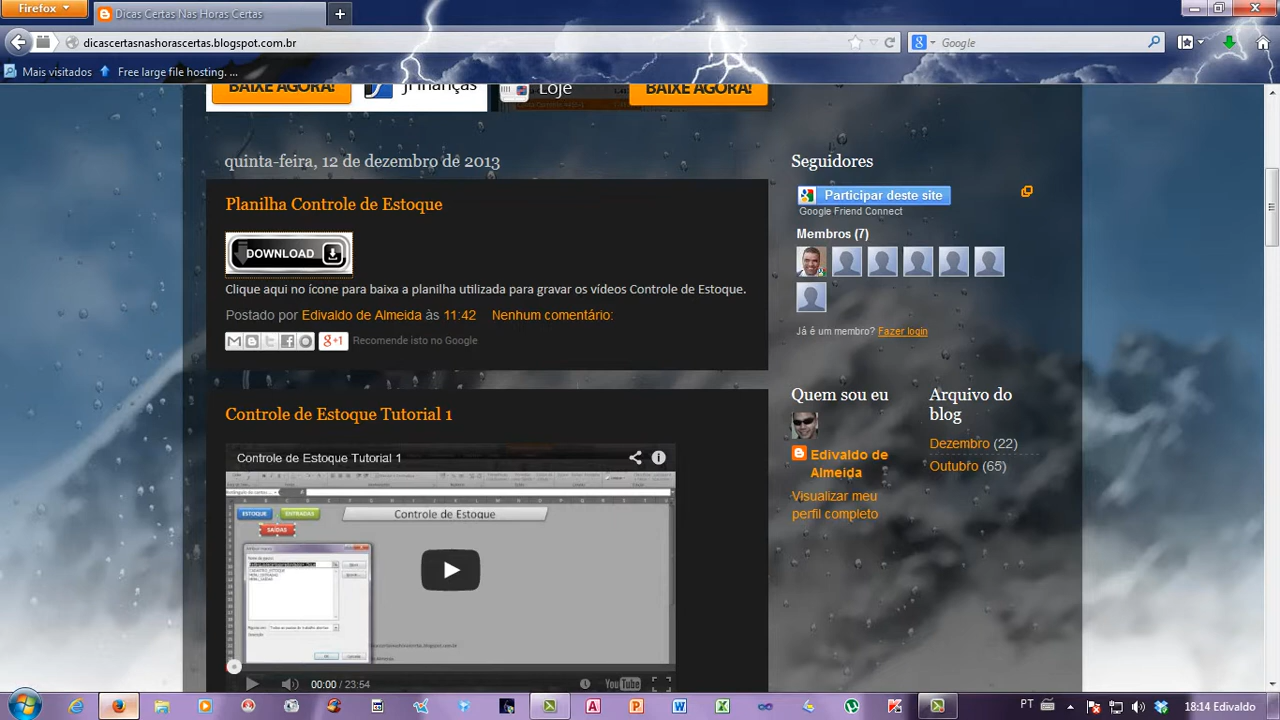 Firefox
Dicas Certas Nas Horas Certas
dicascertasnashorascertas.blogspot.com.br
Google
Mais visitados
Free large file hosting. ...
BAIXE AGORA!
jFinanças
Loje
BAIXE AGORA!
quinta-feira, 12 de dezembro de 2013
Planilha Controle de Estoque
DOWNLOAD
Clique aqui no ícone para baixa a planilha utilizada para gravar os vídeos Controle de Estoque.
Postado por Edivaldo de Almeida às 11:42
Nenhum comentário:
g+1
Recomende isto no Google
Controle de Estoque Tutorial 1
Controle de Estoque Tutorial 1
ESTOQUE
ENTRADAS
Controle de Estoque
SAÍDAS
00:00 / 23:54
YouTube
Seguidores
Participar deste site
Google Friend Connect
Membros (7)
Já é um membro? Fazer login
Quem sou eu
Edivaldo de
Almeida
Visualizar meu
perfil completo
Arquivo do
blog
Dezembro (22)
Outubro (65)
PT
18:14 Edivaldo